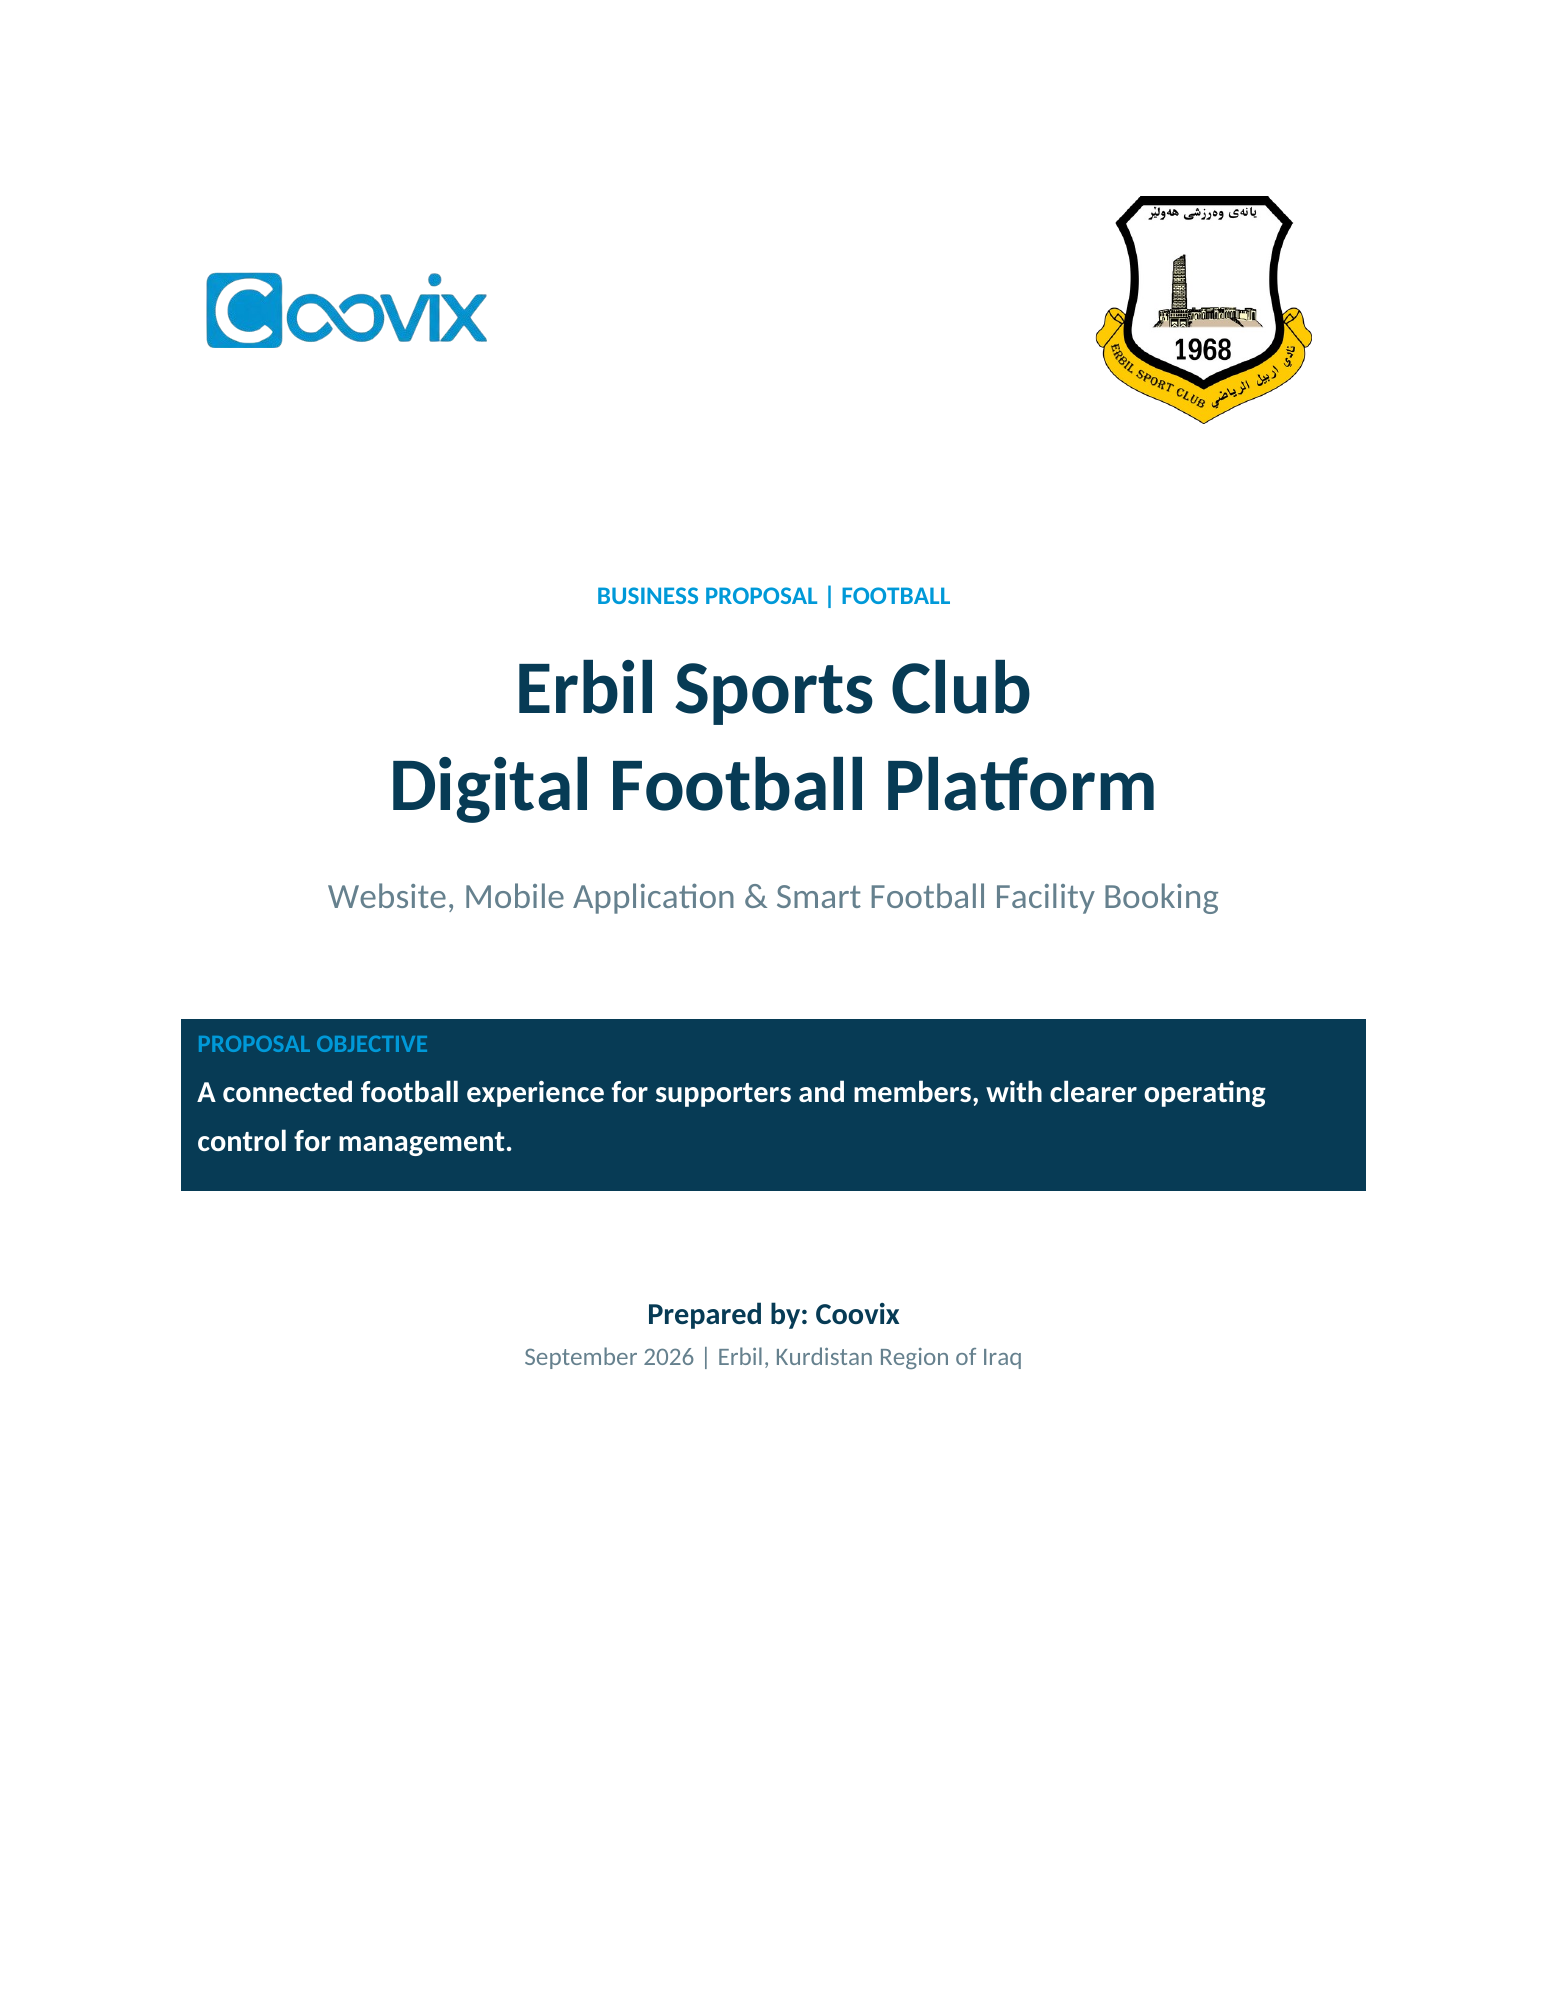 Coovix
يانەی وەرزشی هەولێر
1968
ERBIL SPORT CLUB
نادي اربيل الرياضي
BUSINESS PROPOSAL | FOOTBALL
Erbil Sports Club
Digital Football Platform
Website, Mobile Application & Smart Football Facility Booking
PROPOSAL OBJECTIVE
A connected football experience for supporters and members, with clearer operating
control for management.
Prepared by: Coovix
September 2026 | Erbil, Kurdistan Region of Iraq